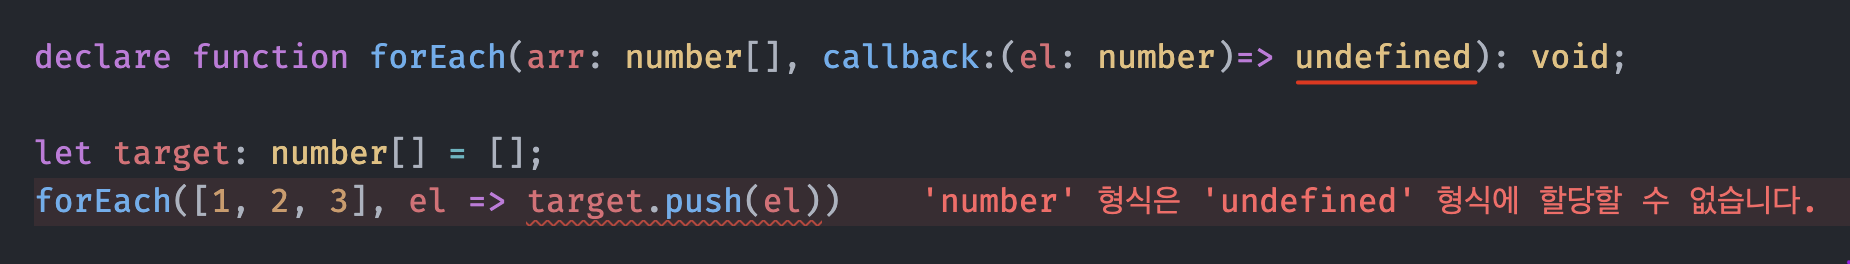 declare function forEach(arr: number[], callback:(el: number)=> undefined): void;
let target: number[] = [];
forEach([1, 2, 3], el => target.push(el)) 'number' 형식은 'undefined' 형식에 할당할 수 없습니다.